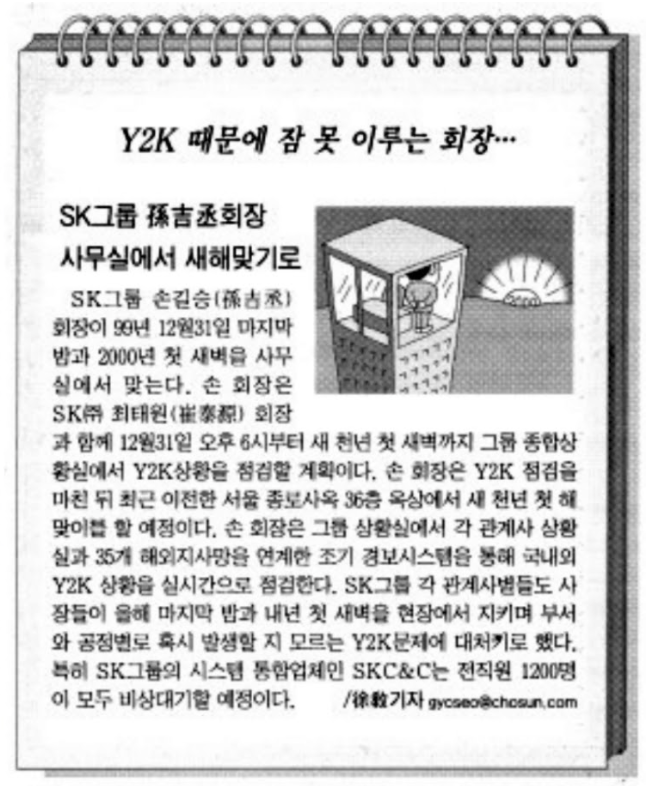 Y2K 때문에 잠 못 이루는 회장…
SK그룹 孫吉丞회장
사무실에서 새해맞기로
SK그룹 손길승(孫吉丞)
회장이 99년 12월31일 마지막
밤과 2000년 첫 새벽을 사무
실에서 맞는다. 손 회장은
SK㈜ 최태원(崔泰源) 회장
과 함께 12월31일 오후 6시부터 새 천년 첫 새벽까지 그룹 종합상
황실에서 Y2K상황을 점검할 계획이다. 손 회장은 Y2K 점검을
마친 뒤 최근 이전한 서울 종로사옥 36층 옥상에서 새 천년 첫 해
맞이를 할 예정이다. 손 회장은 그룹 상황실에서 각 관계사 상황
실과 35개 해외지사망을 연계한 조기 경보시스템을 통해 국내외
Y2K 상황을 실시간으로 점검한다. SK그룹 각 관계사별들도 사
장들이 올해 마지막 밤과 내년 첫 새벽을 현장에서 지키며 부서
와 공정별로 혹시 발생할 지 모르는 Y2K문제에 대처키로 했다.
특히 SK그룹의 시스템 통합업체인 SKC&C는 전직원 1200명
이 모두 비상대기할 예정이다.
/徐敎기자 gyoseo@chosun.com
2000